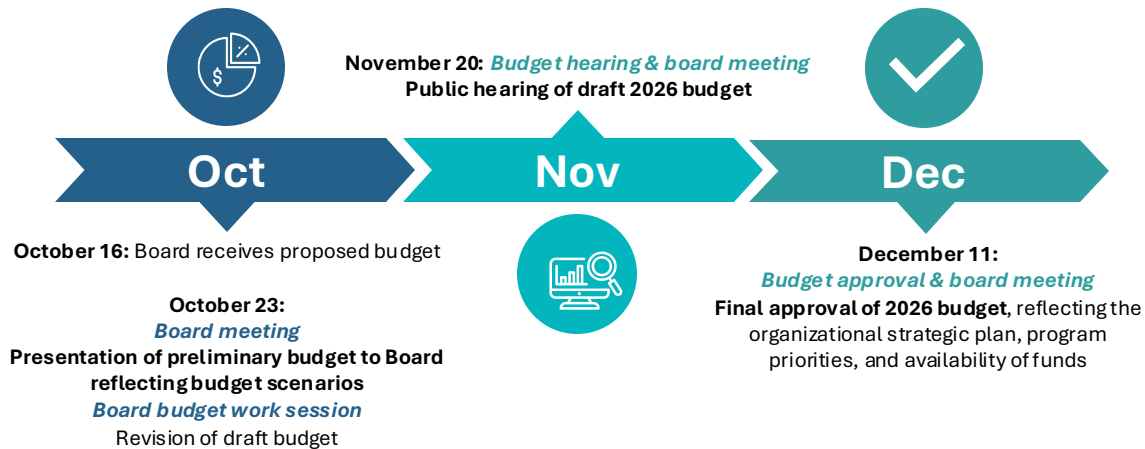 Oct
October 16: Board receives proposed budget
October 23:
Board meeting
Presentation of preliminary budget to Board
reflecting budget scenarios
Board budget work session
Revision of draft budget
November 20: Budget hearing & board meeting
Public hearing of draft 2026 budget
Nov
Dec
December 11:
Budget approval & board meeting
Final approval of 2026 budget, reflecting the
organizational strategic plan, program
priorities, and availability of funds